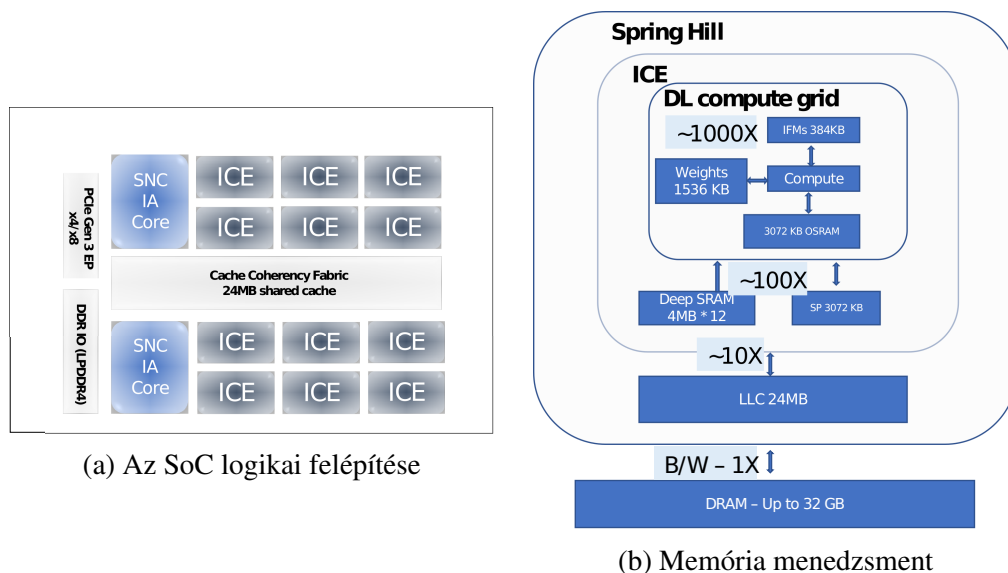 PCIe Gen 3 EP
x4/x8
DDR IO (LPDDR4)
SNC
IA
Core
ICE
ICE
ICE
ICE
ICE
ICE
Cache Coherency Fabric
24MB shared cache
SNC
IA
Core
ICE
ICE
ICE
ICE
ICE
ICE
(a) Az SoC logikai felépítése
Spring Hill
ICE
DL compute grid
~1000X
IFMs 384KB
Weights
1536 KB
Compute
3072 KB OSRAM
~100X
Deep SRAM
4MB * 12
SP 3072 KB
~10X
LLC 24MB
B/W – 1X
DRAM – Up to 32 GB
(b) Memória menedzsment